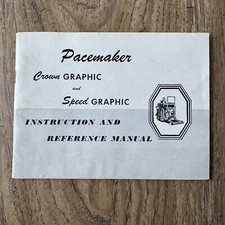 Pacemaker
Crown GRAPHIC
and
Speed GRAPHIC
INSTRUCTION AND
REFERENCE MANUAL